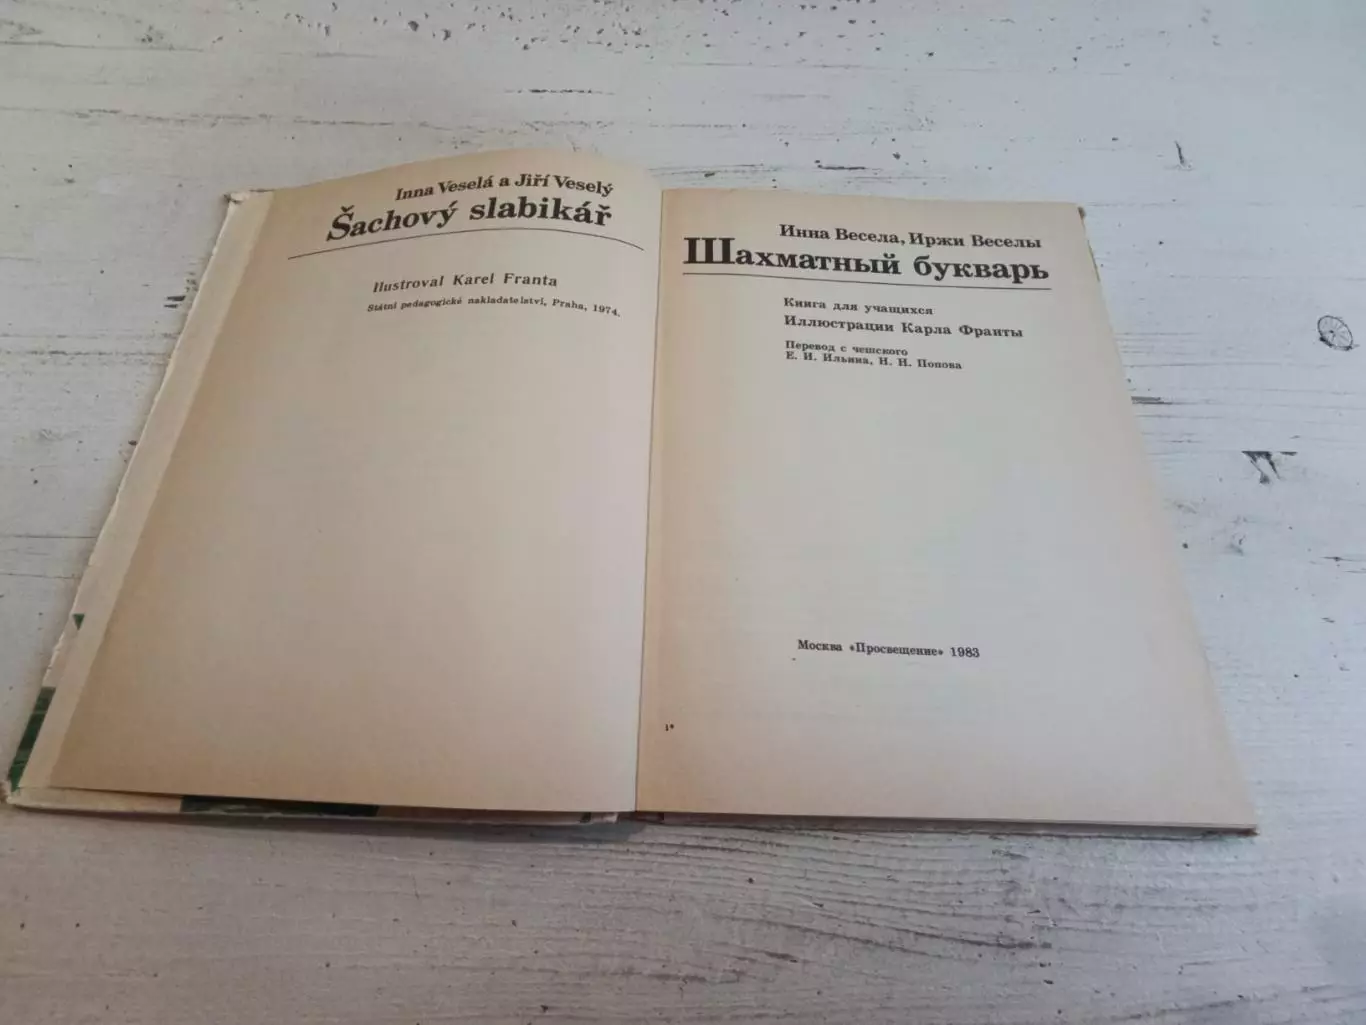 Inna Veselá a Jiří Veselý
Šachový slabikář
Ilustroval Karel Franta
Státní pedagogické nakladatelství, Praha, 1974.
Инна Весела, Иржи Веселы
Шахматный букварь
Книга для учащихся
Иллюстрации Карла Франты
Перевод с чешского
Е. И. Ильина, Н. Н. Попова
Москва «Просвещение» 1983
1*